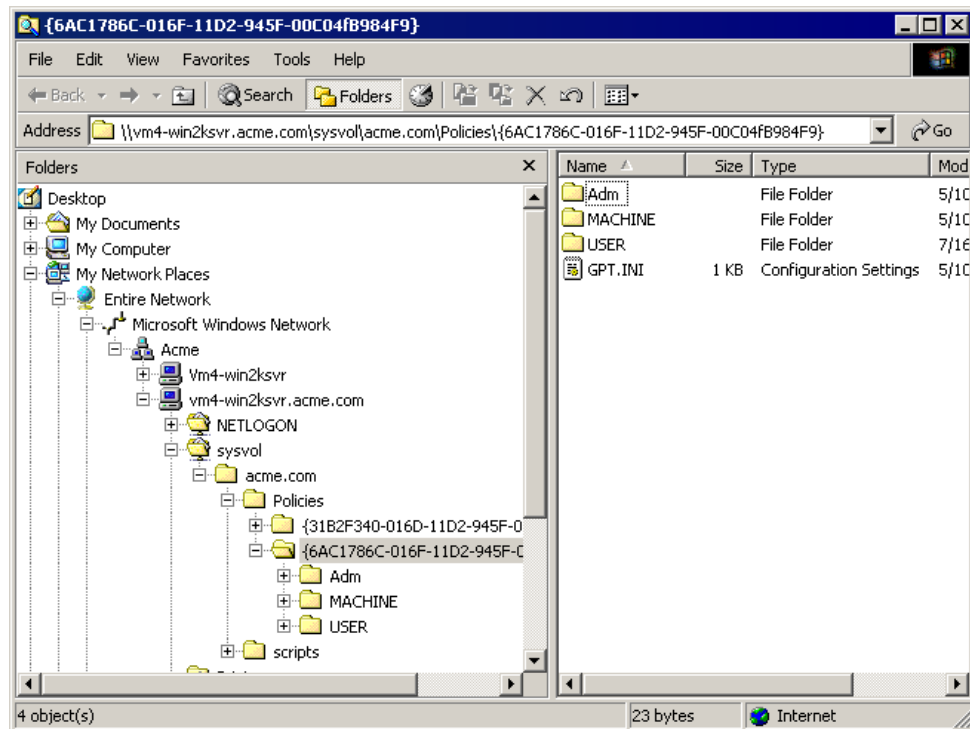 {6AC1786C-016F-11D2-945F-00C04fB984F9}
File Edit View Favorites Tools Help
Back Search Folders
Address \\vm4-win2ksvr.acme.com\sysvol\acme.com\Policies\{6AC1786C-016F-11D2-945F-00C04fB984F9} Go
Folders
Name Size Type Mod
Desktop
My Documents
My Computer
My Network Places
Entire Network
Microsoft Windows Network
Acme
Vm4-win2ksvr
vm4-win2ksvr.acme.com
NETLOGON
sysvol
acme.com
Policies
{31B2F340-016D-11D2-945F-0
{6AC1786C-016F-11D2-945F-0
Adm
MACHINE
USER
scripts
Adm File Folder 5/10
MACHINE File Folder 5/10
USER File Folder 7/16
GPT.INI 1 KB Configuration Settings 5/10
4 object(s) 23 bytes Internet